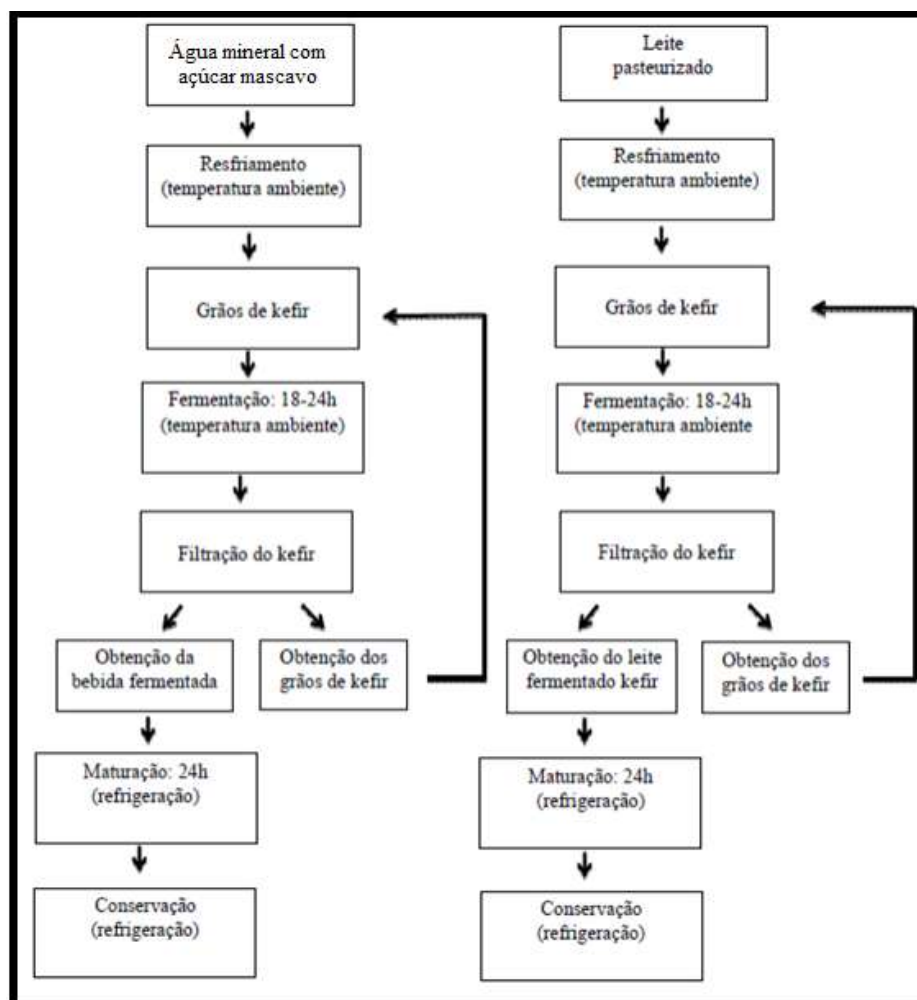 Água mineral com
açúcar mascavo
Resfriamento
(temperatura ambiente)
Grãos de kefir
Fermentação: 18-24h
(temperatura ambiente)
Filtração do kefir
Obtenção da
bebida fermentada
Obtenção dos
grãos de kefir
Maturação: 24h
(refrigeração)
Conservação
(refrigeração)
Leite
pasteurizado
Resfriamento
(temperatura ambiente)
Grãos de kefir
Fermentação: 18-24h
(temperatura ambiente
Filtração do kefir
Obtenção do leite
fermentado kefir
Obtenção dos
grãos de kefir
Maturação: 24h
(refrigeração)
Conservação
(refrigeração)